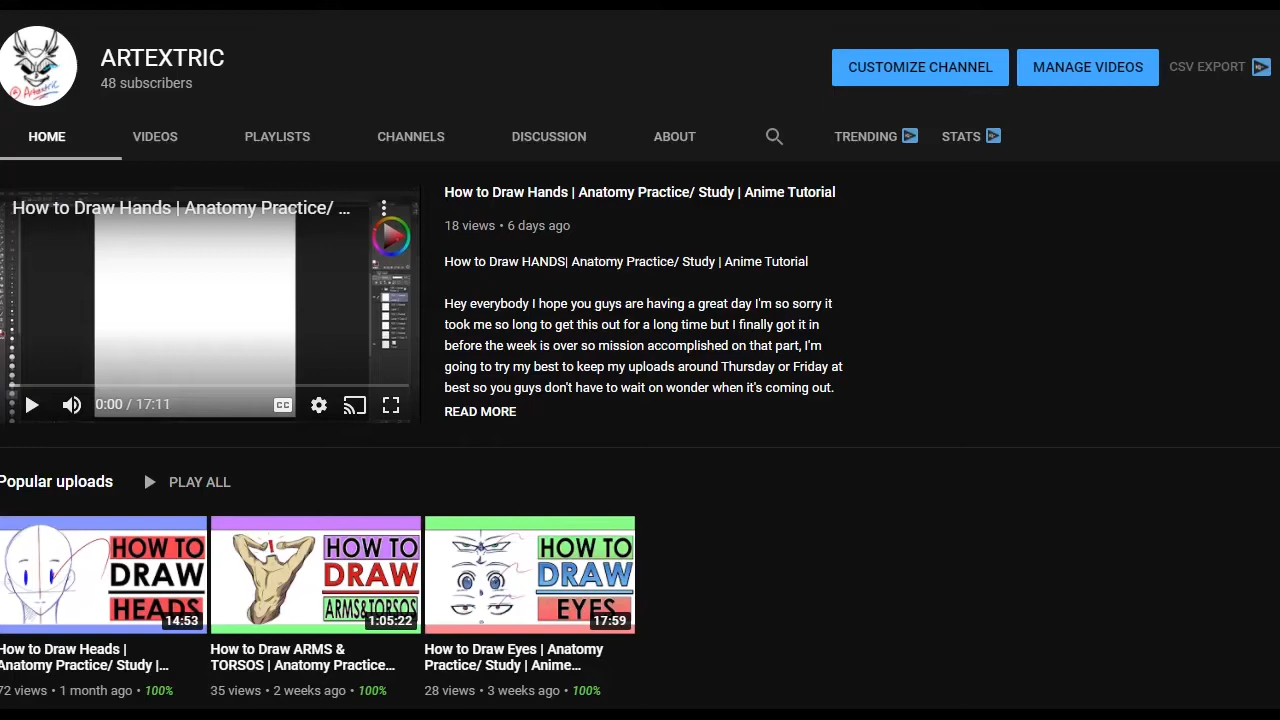 ARTEXTRIC
48 subscribers
CUSTOMIZE CHANNEL
MANAGE VIDEOS
CSV EXPORT
HOME
VIDEOS
PLAYLISTS
CHANNELS
DISCUSSION
ABOUT
TRENDING
STATS
How to Draw Hands | Anatomy Practice/ ...
0:00 / 17:11
CC
How to Draw Hands | Anatomy Practice/ Study | Anime Tutorial
18 views • 6 days ago
How to Draw HANDS| Anatomy Practice/ Study | Anime Tutorial
Hey everybody I hope you guys are having a great day I'm so sorry it
took me so long to get this out for a long time but I finally got it in
before the week is over so mission accomplished on that part, I'm
going to try my best to keep my uploads around Thursday or Friday at
best so you guys don't have to wait on wonder when it's coming out.
READ MORE
Popular uploads
PLAY ALL
HOW TO
DRAW
HEADS
14:53
How to Draw Heads |
Anatomy Practice/ Study |...
72 views • 1 month ago • 100%
HOW TO
DRAW
ARMS&TORSOS
1:05:22
How to Draw ARMS &
TORSOS | Anatomy Practice...
35 views • 2 weeks ago • 100%
HOW TO
DRAW
EYES
17:59
How to Draw Eyes | Anatomy
Practice/ Study | Anime...
28 views • 3 weeks ago • 100%